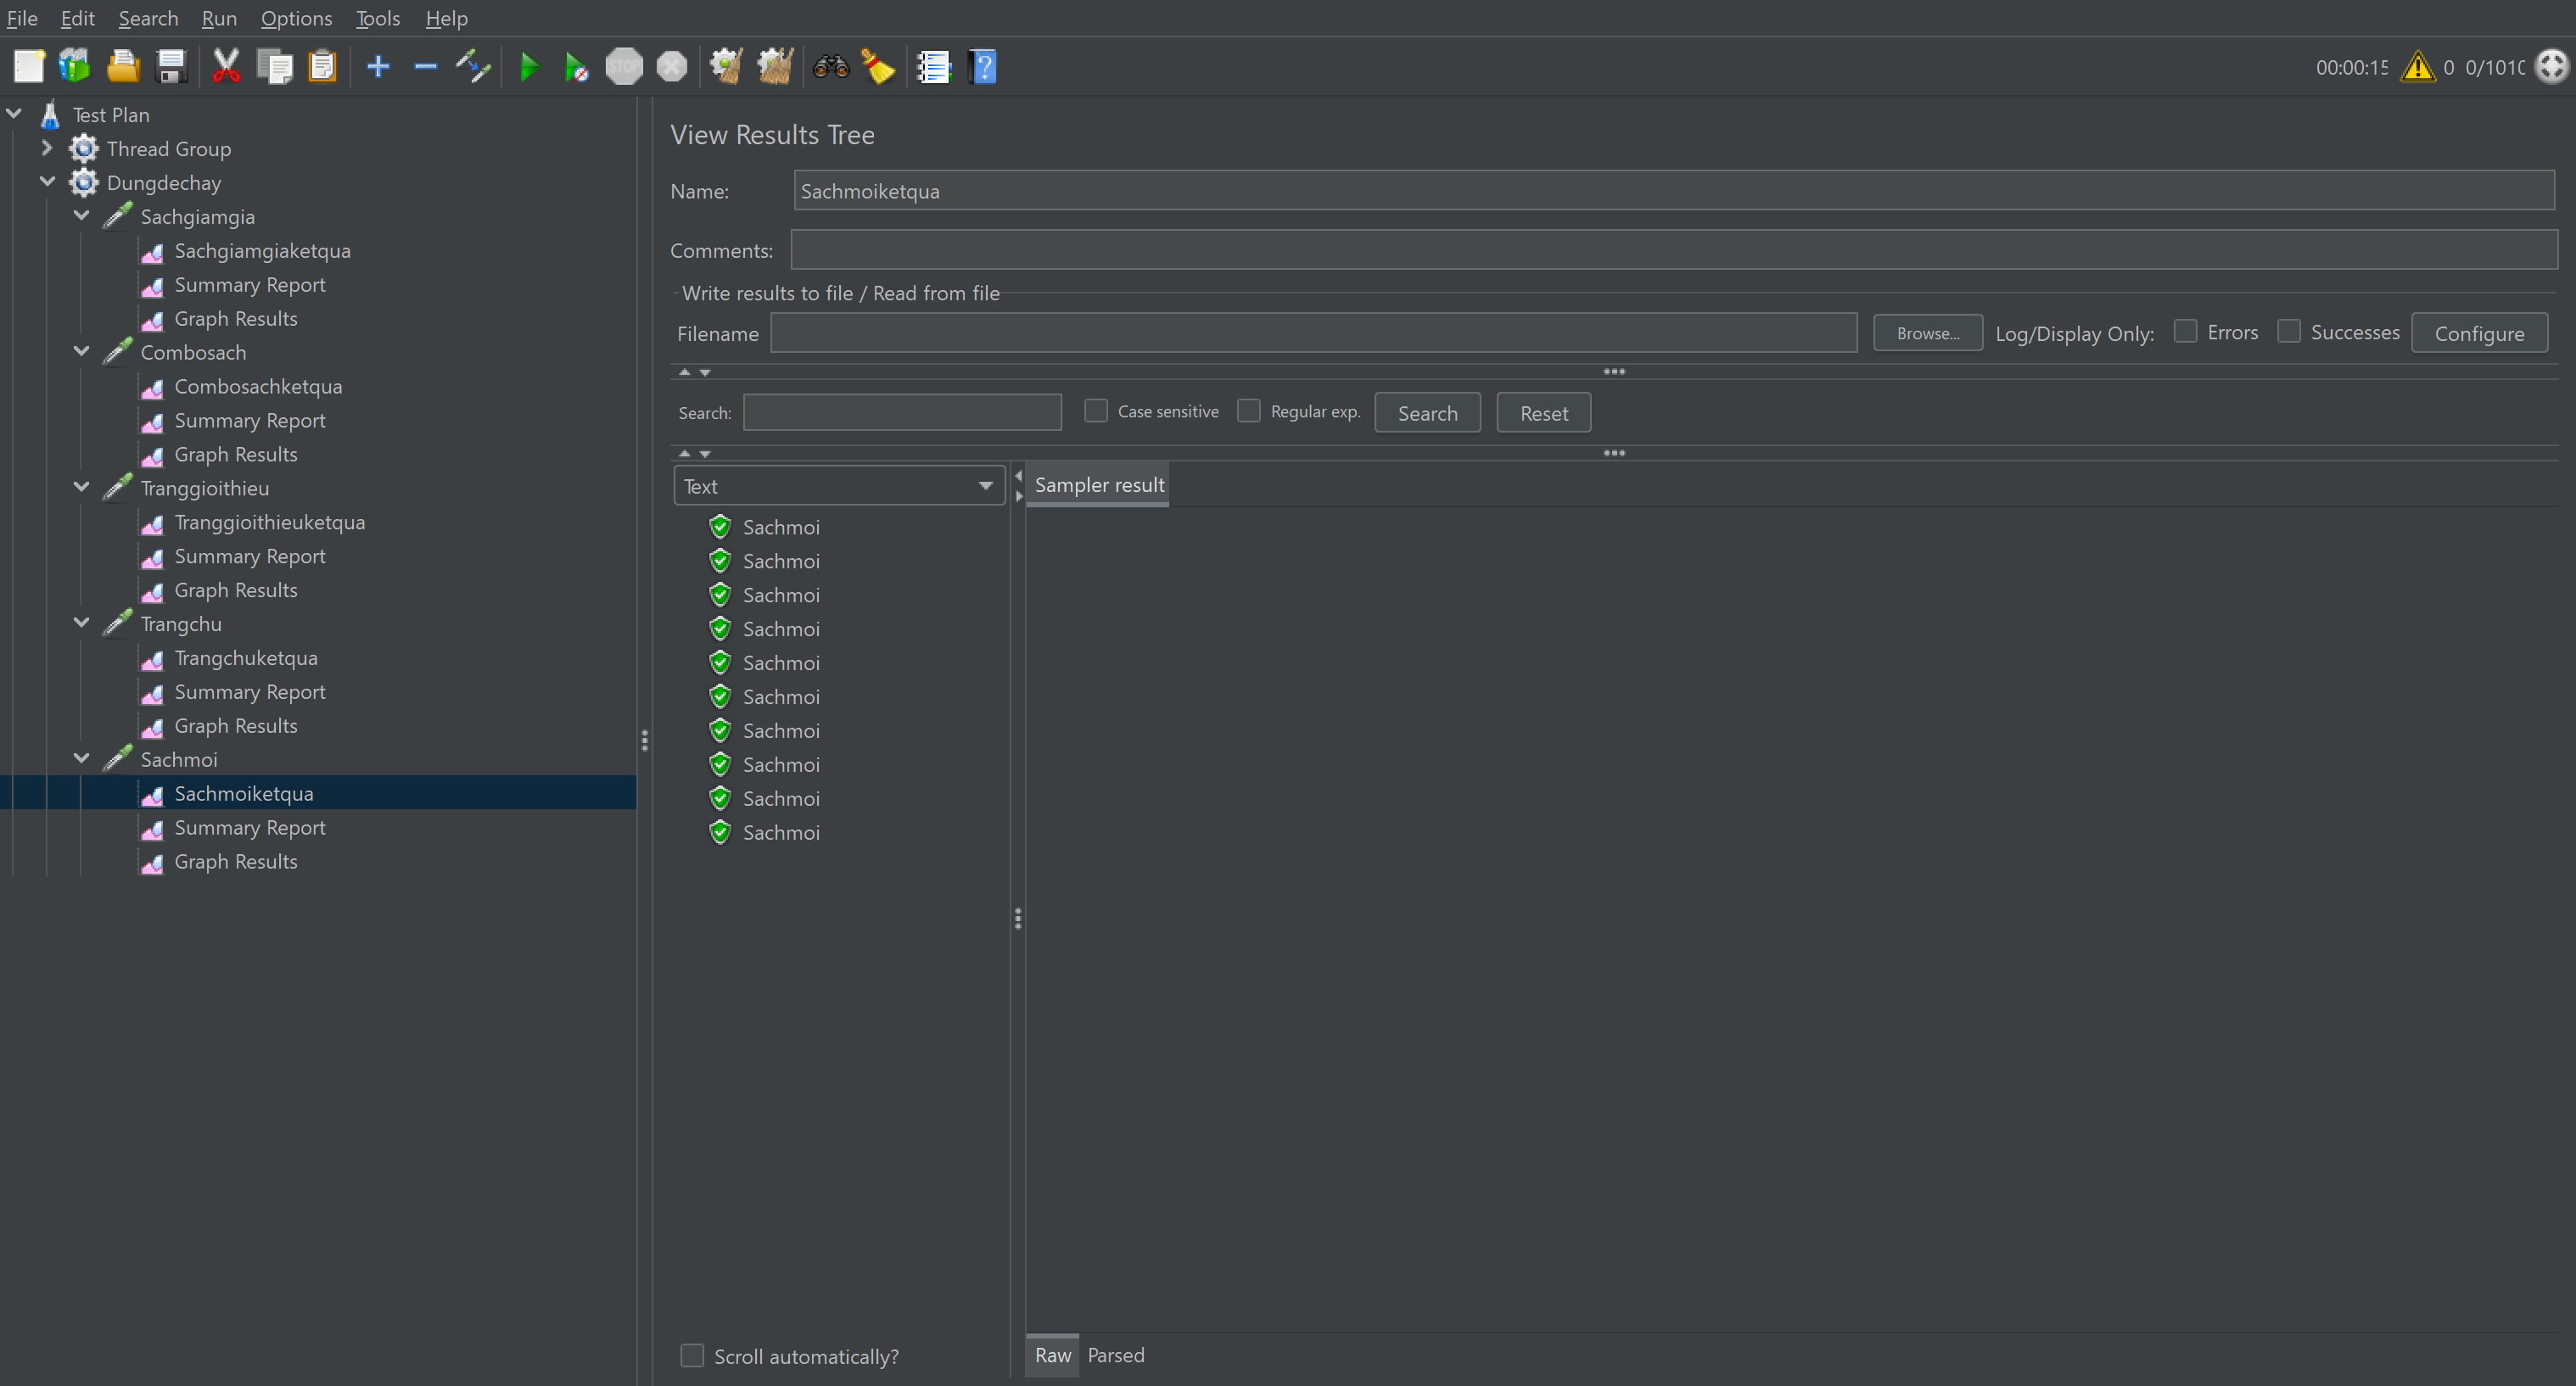 File Edit Search Run Options Tools Help
STOP
00:00:15 0 0/1010
Test Plan
Thread Group
Dungdechay
Sachgiamgia
Sachgiamgiaketqua
Summary Report
Graph Results
Combosach
Combosachketqua
Summary Report
Graph Results
Tranggioithieu
Tranggioithieuketqua
Summary Report
Graph Results
Trangchu
Trangchuketqua
Summary Report
Graph Results
Sachmoi
Sachmoiketqua
Summary Report
Graph Results
View Results Tree
Name: Sachmoiketqua
Comments:
Write results to file / Read from file
Filename Browse... Log/Display Only: Errors Successes Configure
Search: Case sensitive Regular exp. Search Reset
Text
Sachmoi
Sachmoi
Sachmoi
Sachmoi
Sachmoi
Sachmoi
Sachmoi
Sachmoi
Sachmoi
Sachmoi
Scroll automatically?
Sampler result
Raw Parsed